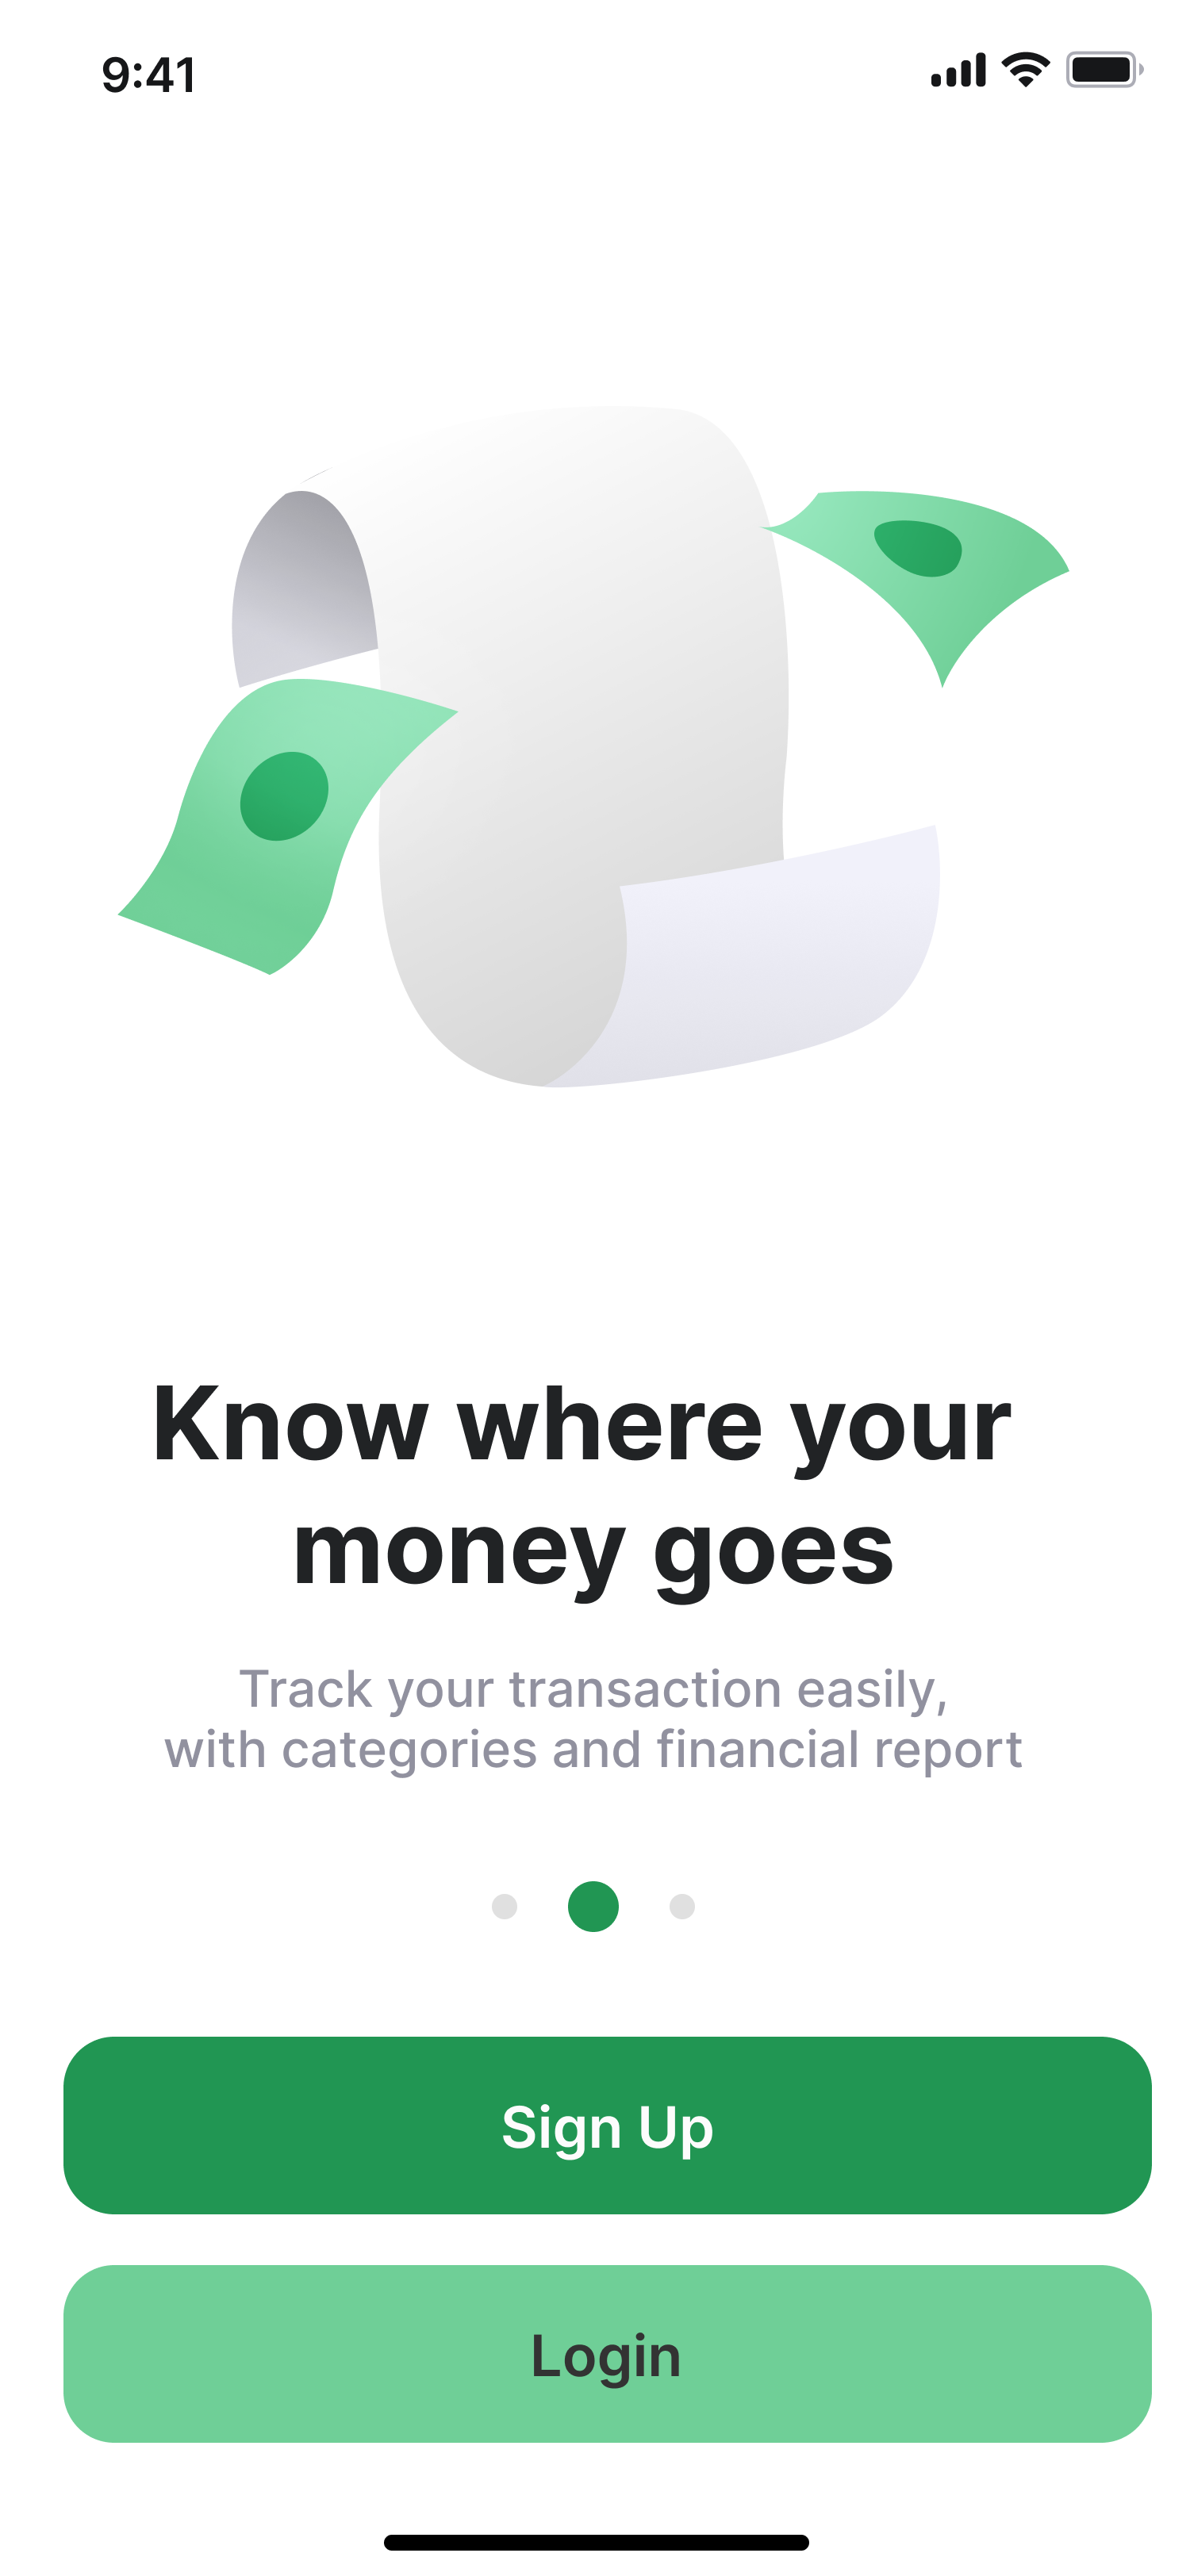 9:41
Know where your
money goes
Track your transaction easily,
with categories and financial report
Sign Up
Login